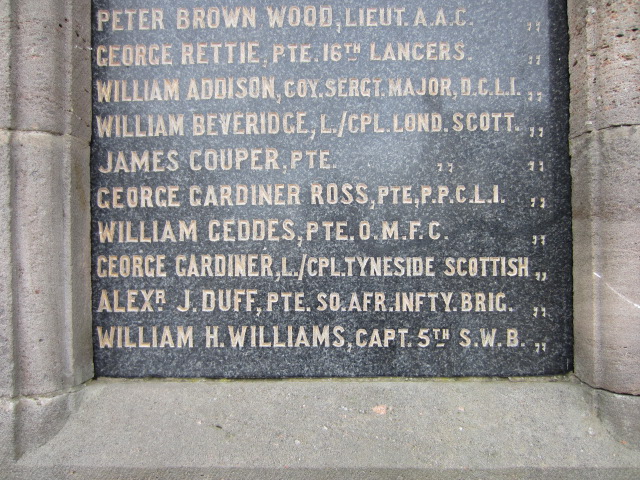 PETER BROWN WOOD, LIEUT. A.A.C. ,,
GEORGE RETTIE, PTE. 16TH LANCERS. ,,
WILLIAM ADDISON, COY. SERGT. MAJOR, D.C.L.I. ,,
WILLIAM BEVERIDGE, L./CPL. LOND. SCOTT. ,,
JAMES COUPER, PTE. ,, ,,
GEORGE GARDINER ROSS, PTE, P.P.C.L.I. ,,
WILLIAM GEDDES, PTE. O.M.F.C. ,,
GEORGE GARDINER, L./CPL. TYNESIDE SCOTTISH ,,
ALEXR J. DUFF, PTE. SO. AFR. INFTY. BRIG. ,,
WILLIAM H. WILLIAMS, CAPT. 5TH S.W.B. ,,